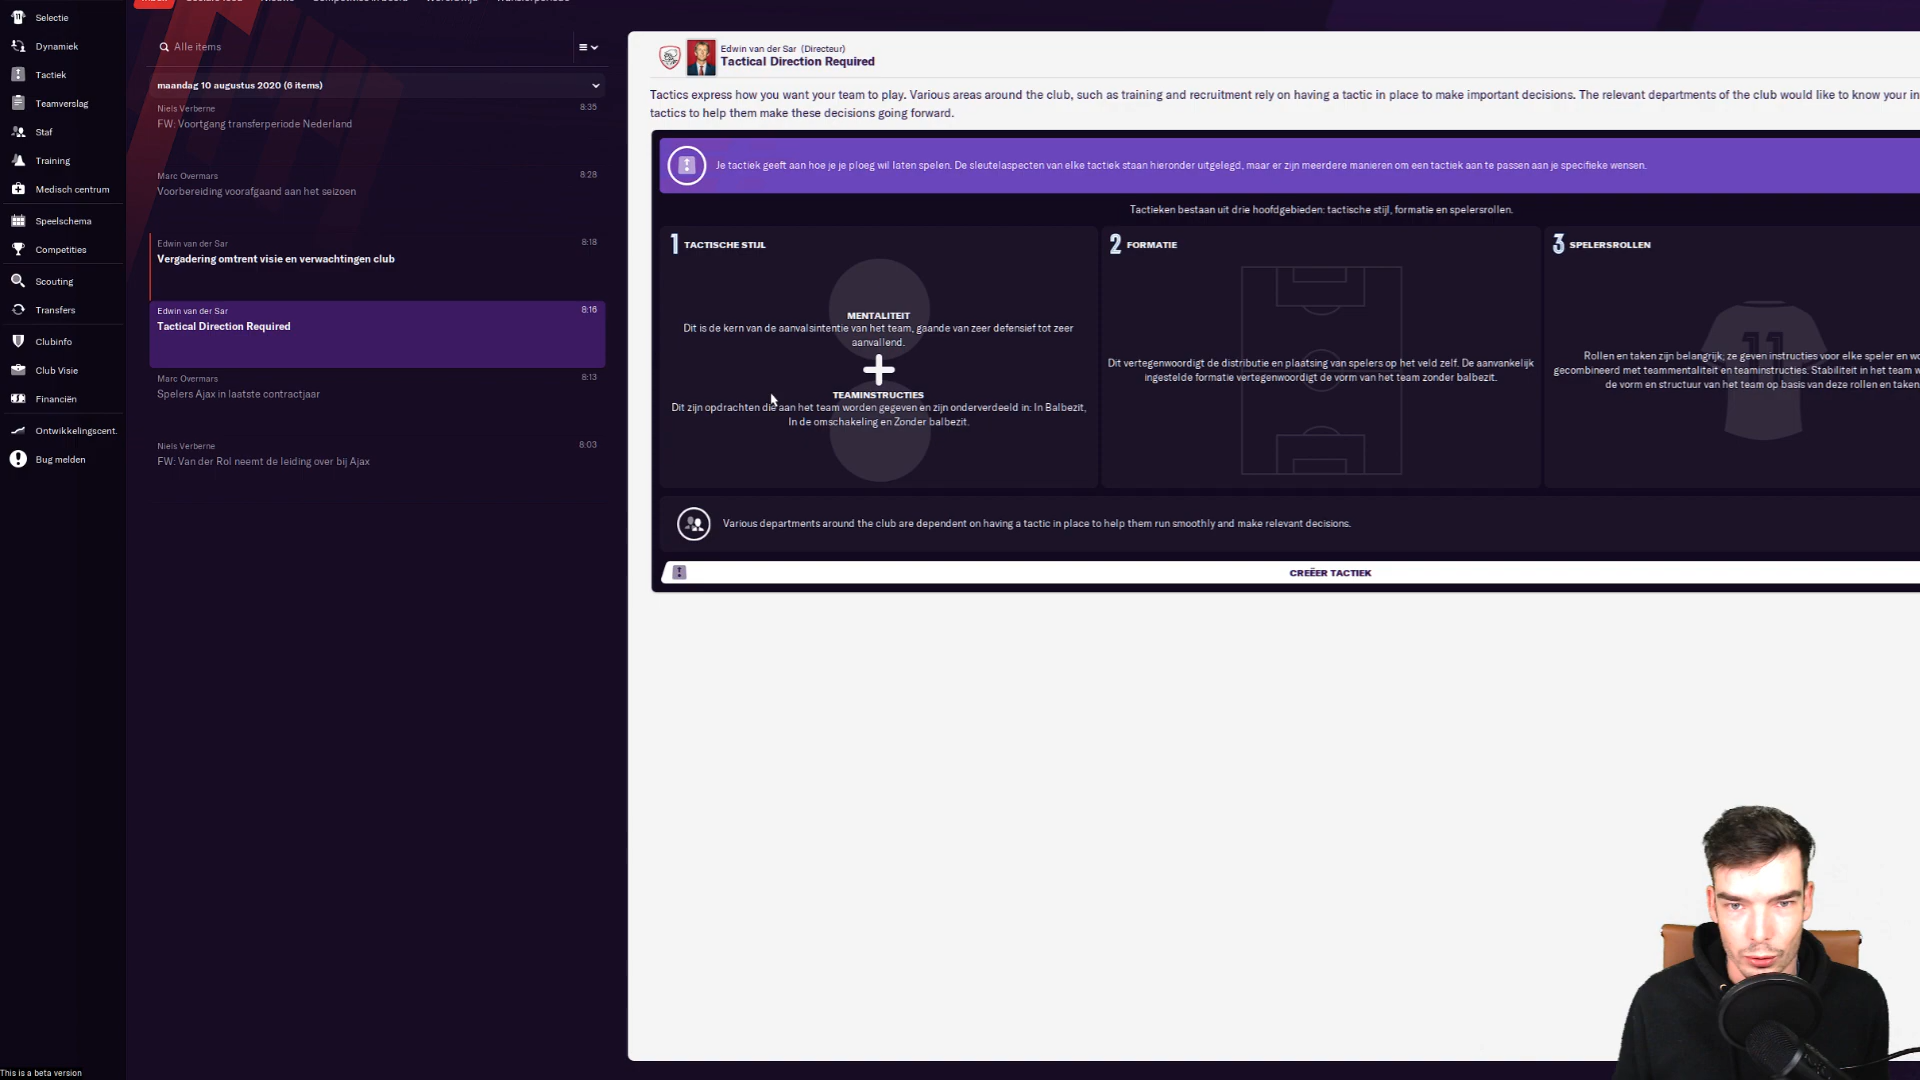 Selectie
Dynamiek
Tactiek
Teamverslag
Staf
Training
Medisch centrum
Speelschema
Competities
Scouting
Transfers
Clubinfo
Club Visie
Financiën
Ontwikkelingscent.
Bug melden
This is a beta version
Alle items
maandag 10 augustus 2020 (6 items)
Niels Verberne 8:35
FW: Voortgang transferperiode Nederland
Marc Overmars 8:28
Voorbereiding voorafgaand aan het seizoen
Edwin van der Sar 8:18
Vergadering omtrent visie en verwachtingen club
Edwin van der Sar 8:16
Tactical Direction Required
Marc Overmars 8:13
Spelers Ajax in laatste contractjaar
Niels Verberne 8:03
FW: Van der Rol neemt de leiding over bij Ajax
Edwin van der Sar (Directeur)
Tactical Direction Required
Tactics express how you want your team to play. Various areas around the club, such as training and recruitment rely on having a tactic in place to make important decisions. The relevant departments of the club would like to know your in
tactics to help them make these decisions going forward.
Je tactiek geeft aan hoe je je ploeg wil laten spelen. De sleutelaspecten van elke tactiek staan hieronder uitgelegd, maar er zijn meerdere manieren om een tactiek aan te passen aan je specifieke wensen.
Tactieken bestaan uit drie hoofdgebieden: tactische stijl, formatie en spelersrollen.
1 TACTISCHE STIJL
MENTALITEIT
Dit is de kern van de aanvalsintentie van het team, gaande van zeer defensief tot zeer
aanvallend.
TEAMINSTRUCTIES
Dit zijn opdrachten die aan het team worden gegeven en zijn onderverdeeld in: In Balbezit,
In de omschakeling en Zonder balbezit.
2 FORMATIE
Dit vertegenwoordigt de distributie en plaatsing van spelers op het veld zelf. De aanvankelijk
ingestelde formatie vertegenwoordigt de vorm van het team zonder balbezit.
3 SPELERSROLLEN
11
Rollen en taken zijn belangrijk; ze geven instructies voor elke speler en wo
gecombineerd met teammentaliteit en teaminstructies. Stabiliteit in het team w
de vorm en structuur van het team op basis van deze rollen en taken
Various departments around the club are dependent on having a tactic in place to help them run smoothly and make relevant decisions.
CREËER TACTIEK